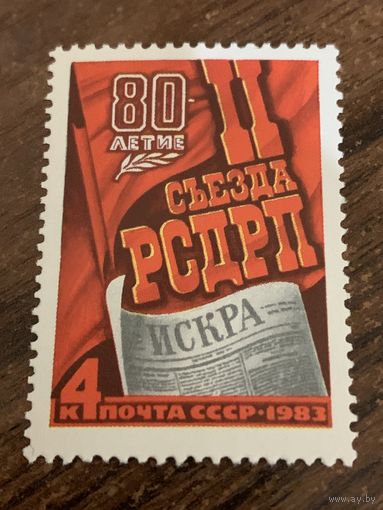 80-
ЛЕТИЕ
II
СЪЕЗДА
РСДРП
ИСКРА
4
К ПОЧТА СССР·1983
www.ay.by